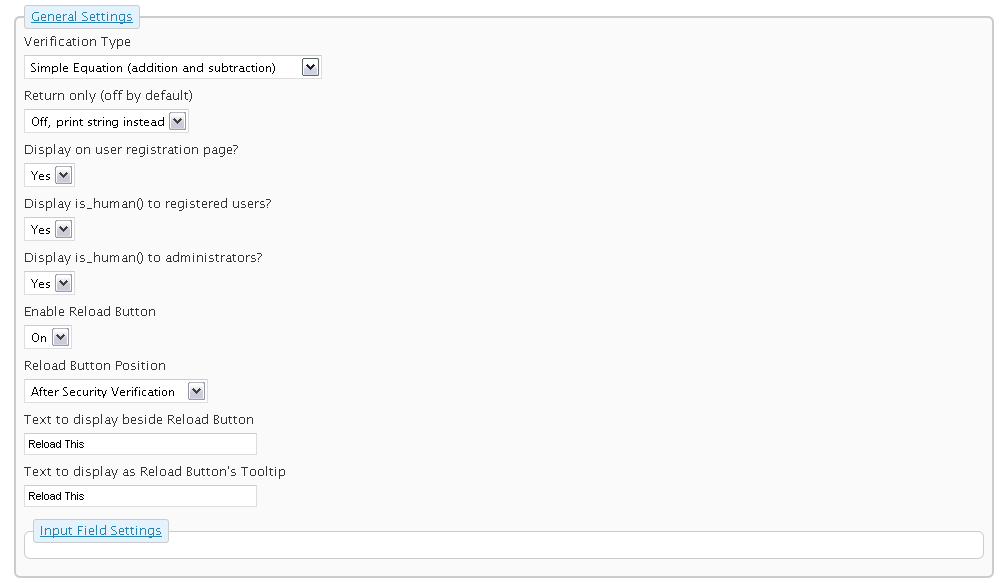 General Settings
Verification Type
Simple Equation (addition and subtraction)
Return only (off by default)
Off, print string instead
Display on user registration page?
Yes
Display is_human() to registered users?
Yes
Display is_human() to administrators?
Yes
Enable Reload Button
On
Reload Button Position
After Security Verification
Text to display beside Reload Button
Reload This
Text to display as Reload Button's Tooltip
Reload This
Input Field Settings